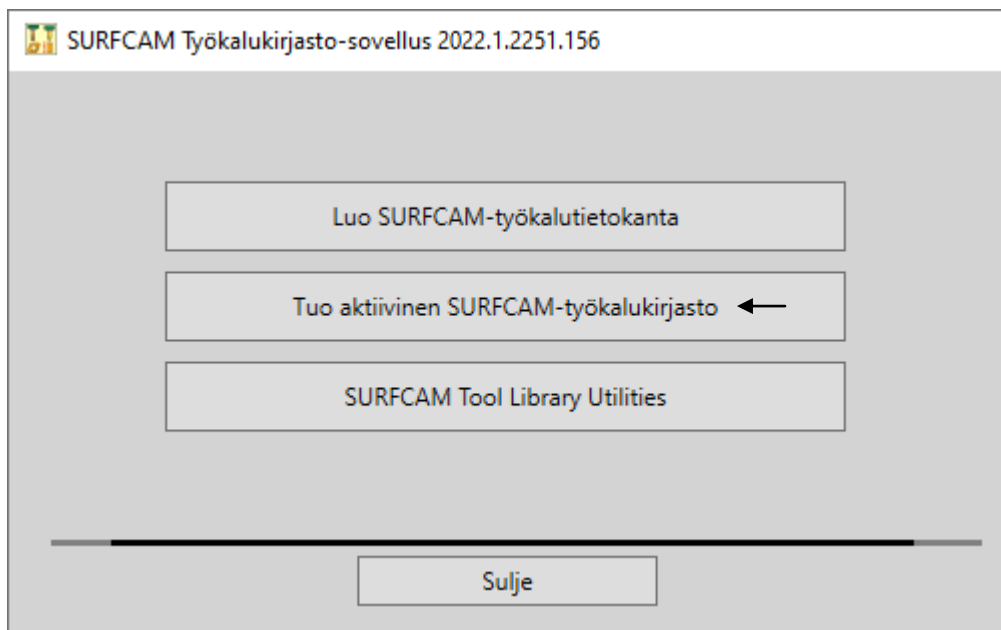 SURFCAM Työkalukirjasto-sovellus 2022.1.2251.156
Luo SURFCAM-työkalutietokanta
Tuo aktiivinen SURFCAM-työkalukirjasto
SURFCAM Tool Library Utilities
Sulje